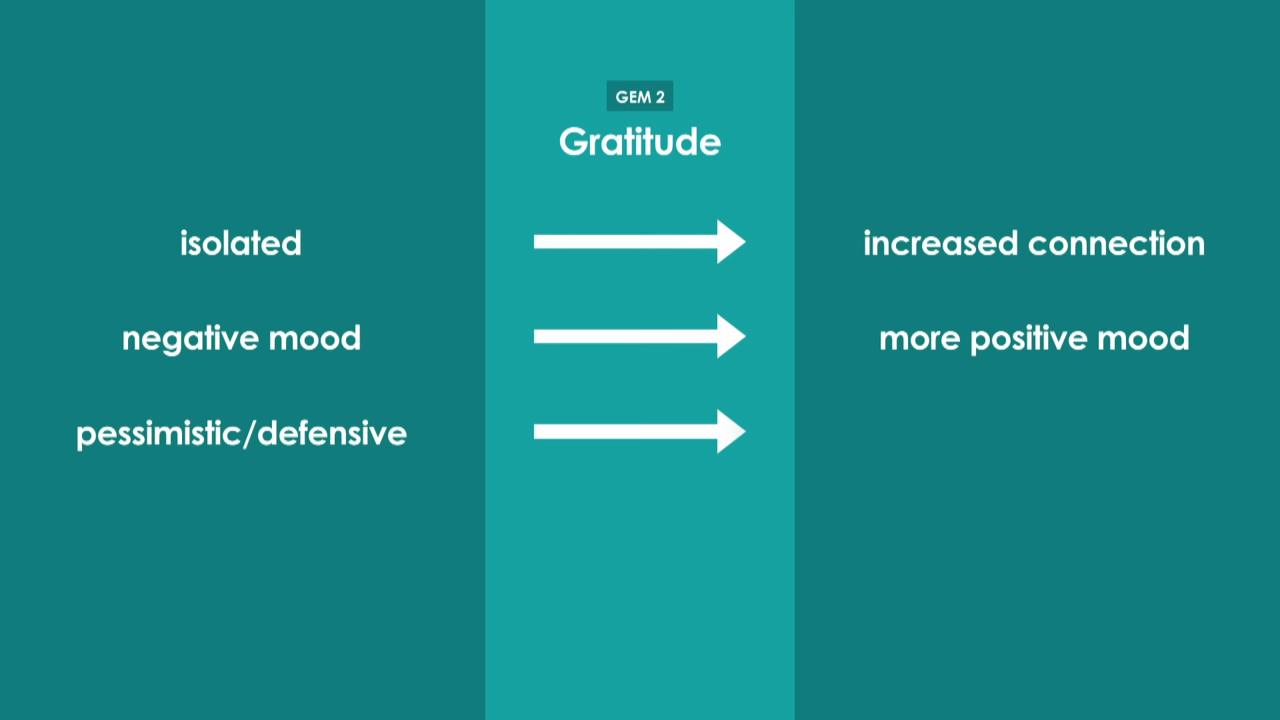 GEM 2
Gratitude
isolated
increased connection
negative mood
more positive mood
pessimistic/defensive